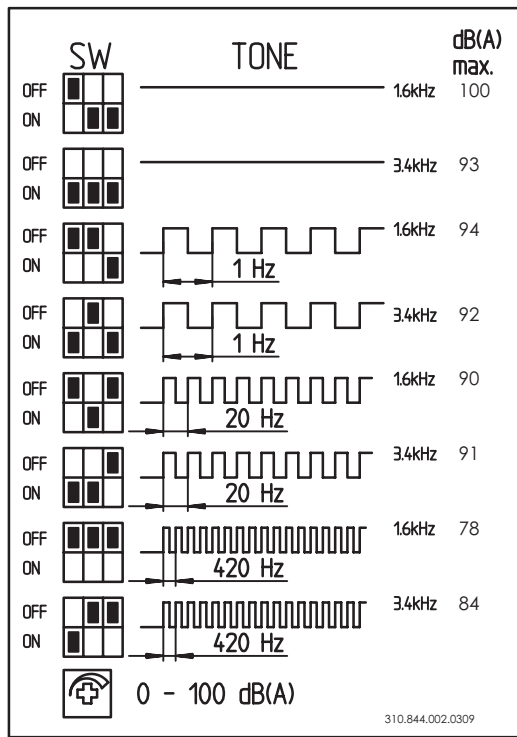 SW TONE dB(A) max.
OFF 1.6kHz 100
ON
OFF 3.4kHz 93
ON
OFF 1.6kHz 94
ON 1 Hz
OFF 3.4kHz 92
ON 1 Hz
OFF 1.6kHz 90
ON 20 Hz
OFF 3.4kHz 91
ON 20 Hz
OFF 1.6kHz 78
ON 420 Hz
OFF 3.4kHz 84
ON 420 Hz
0 - 100 dB(A)
310.844.002.0309